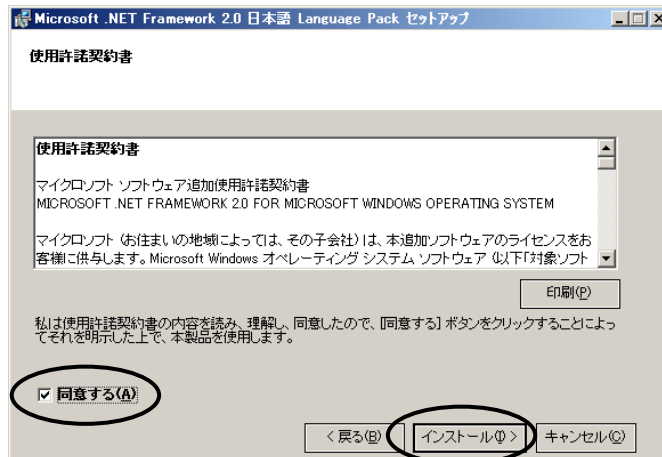 Microsoft .NET Framework 2.0 日本語 Language Pack セットアップ
使用許諾契約書
使用許諾契約書
マイクロソフト ソフトウェア追加使用許諾契約書
MICROSOFT .NET FRAMEWORK 2.0 FOR MICROSOFT WINDOWS OPERATING SYSTEM
マイクロソフト (お住まいの地域によっては、その子会社) は、本追加ソフトウェアのライセンスをお
客様に供与します。Microsoft Windows オペレーティング システム ソフトウェア (以下「対象ソフト
印刷(P)
私は使用許諾契約書の内容を読み、理解し、同意したので、[同意する] ボタンをクリックすることによっ
てそれを明示した上で、本製品を使用します。
同意する(A)
< 戻る(B)
インストール(I) >
キャンセル(C)